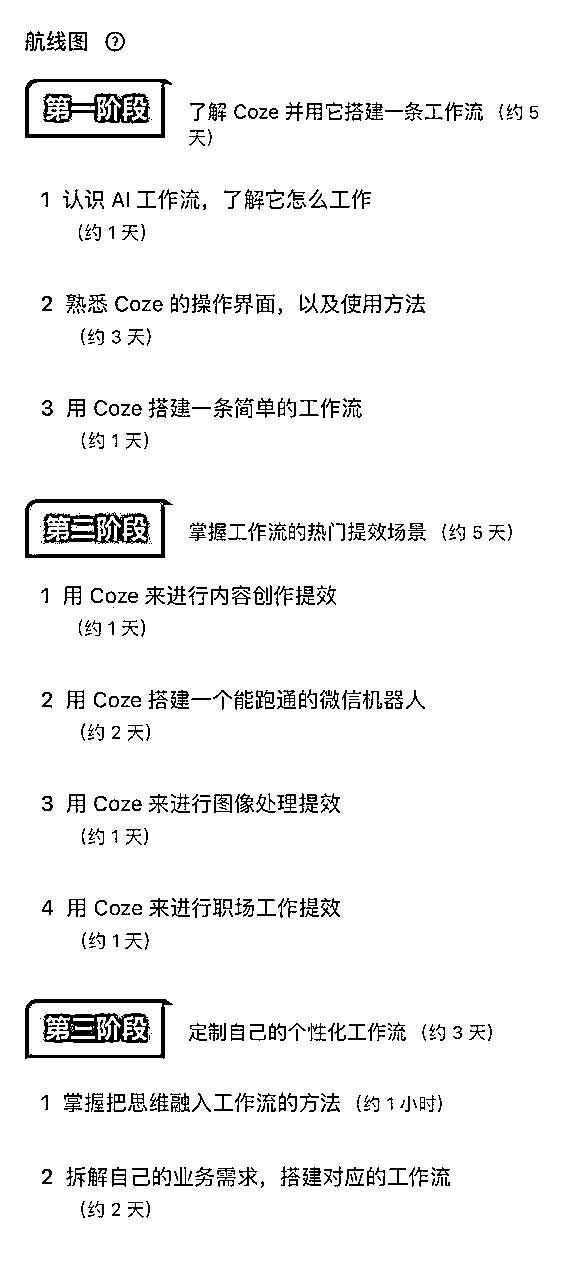 航线图 ?
第一阶段
了解 Coze 并用它搭建一条工作流（约 5
天）
1 认识 AI 工作流，了解它怎么工作
（约 1 天）
2 熟悉 Coze 的操作界面，以及使用方法
（约 3 天）
3 用 Coze 搭建一条简单的工作流
（约 1 天）
第二阶段
掌握工作流的热门提效场景（约 5 天）
1 用 Coze 来进行内容创作提效
（约 1 天）
2 用 Coze 搭建一个能跑通的微信机器人
（约 2 天）
3 用 Coze 来进行图像处理提效
（约 1 天）
4 用 Coze 来进行职场工作提效
（约 1 天）
第三阶段
定制自己的个性化工作流（约 3 天）
1 掌握把思维融入工作流的方法（约 1 小时）
2 拆解自己的业务需求，搭建对应的工作流
（约 2 天）